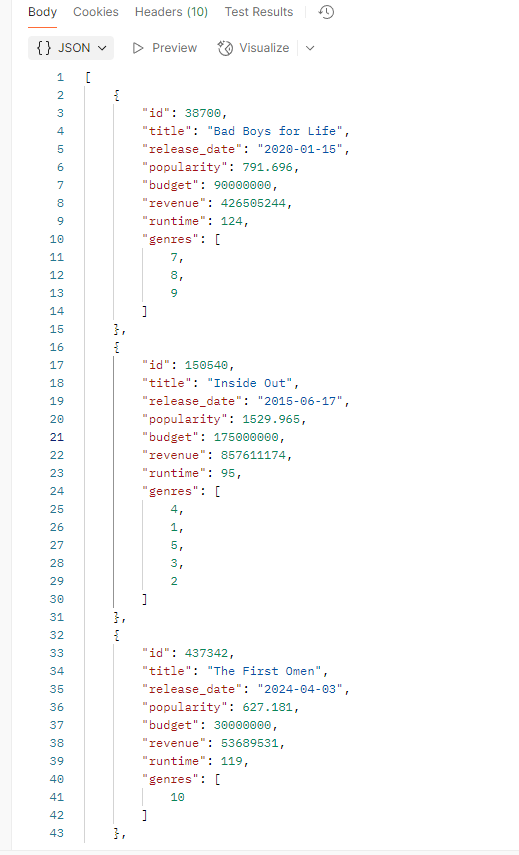 Body Cookies Headers (10) Test Results
{} JSON Preview Visualize
1 [
2 {
3 "id": 38700,
4 "title": "Bad Boys for Life",
5 "release_date": "2020-01-15",
6 "popularity": 791.696,
7 "budget": 90000000,
8 "revenue": 426505244,
9 "runtime": 124,
10 "genres": [
11 7,
12 8,
13 9
14 ]
15 },
16 {
17 "id": 150540,
18 "title": "Inside Out",
19 "release_date": "2015-06-17",
20 "popularity": 1529.965,
21 "budget": 175000000,
22 "revenue": 857611174,
23 "runtime": 95,
24 "genres": [
25 4,
26 1,
27 5,
28 3,
29 2
30 ]
31 },
32 {
33 "id": 437342,
34 "title": "The First Omen",
35 "release_date": "2024-04-03",
36 "popularity": 627.181,
37 "budget": 30000000,
38 "revenue": 53689531,
39 "runtime": 119,
40 "genres": [
41 10
42 ]
43 },